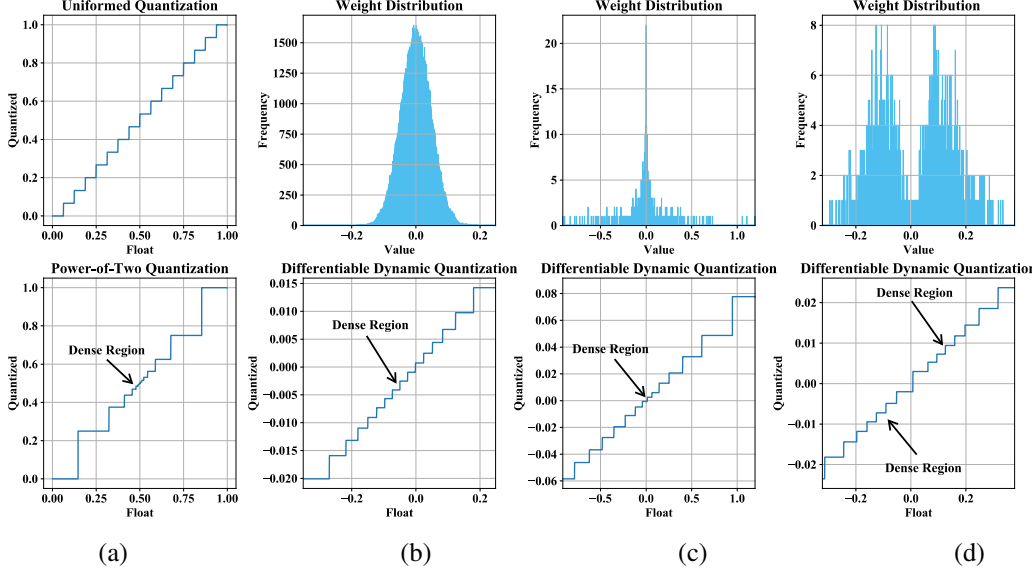 Uniformed Quantization
1.0
0.8
0.6
0.4
0.2
0.0
Quantized
0.00 0.25 0.50 0.75 1.00
Float
Weight Distribution
1500
1250
1000
750
500
250
0
Frequency
−0.2 0.0 0.2
Value
Weight Distribution
20
15
10
5
0
Frequency
−0.5 0.0 0.5
Value
Weight Distribution
8
7
6
5
4
3
2
1
0
Frequency
−0.2 0.0 0.2
Value
Power-of-Two Quantization
1.0
0.8
0.6
0.4
0.2
0.0
Quantized
Dense Region
0.00 0.25 0.50 0.75 1.00
Float
Differentiable Dynamic Quantization
0.015
0.010
0.005
0.000
−0.005
−0.010
−0.015
−0.020
Quantized
Dense Region
−0.2 0.0 0.2
Float
Differentiable Dynamic Quantization
0.08
0.06
0.04
0.02
0.00
−0.02
−0.04
−0.06
Quantized
Dense Region
−0.5 0.0 0.5 1.0
Float
Differentiable Dynamic Quantization
0.02
0.01
0.00
−0.01
−0.02
Quantized
Dense Region
Dense Region
−0.2 0.0 0.2
Float
(a) (b) (c) (d)